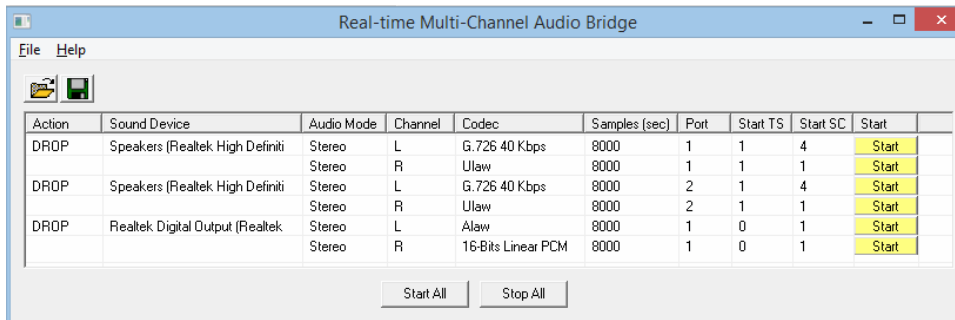 Real-time Multi-Channel Audio Bridge
File Help
Action Sound Device Audio Mode Channel Codec Samples (sec) Port Start TS Start SC Start
DROP Speakers (Realtek High Definiti Stereo L G.726 40 Kbps 8000 1 1 4 Start
Stereo R Ulaw 8000 1 1 1 Start
DROP Speakers (Realtek High Definiti Stereo L G.726 40 Kbps 8000 2 1 4 Start
Stereo R Ulaw 8000 2 1 1 Start
DROP Realtek Digital Output (Realtek Stereo L Alaw 8000 1 0 1 Start
Stereo R 16-Bits Linear PCM 8000 1 0 1 Start
Start All Stop All